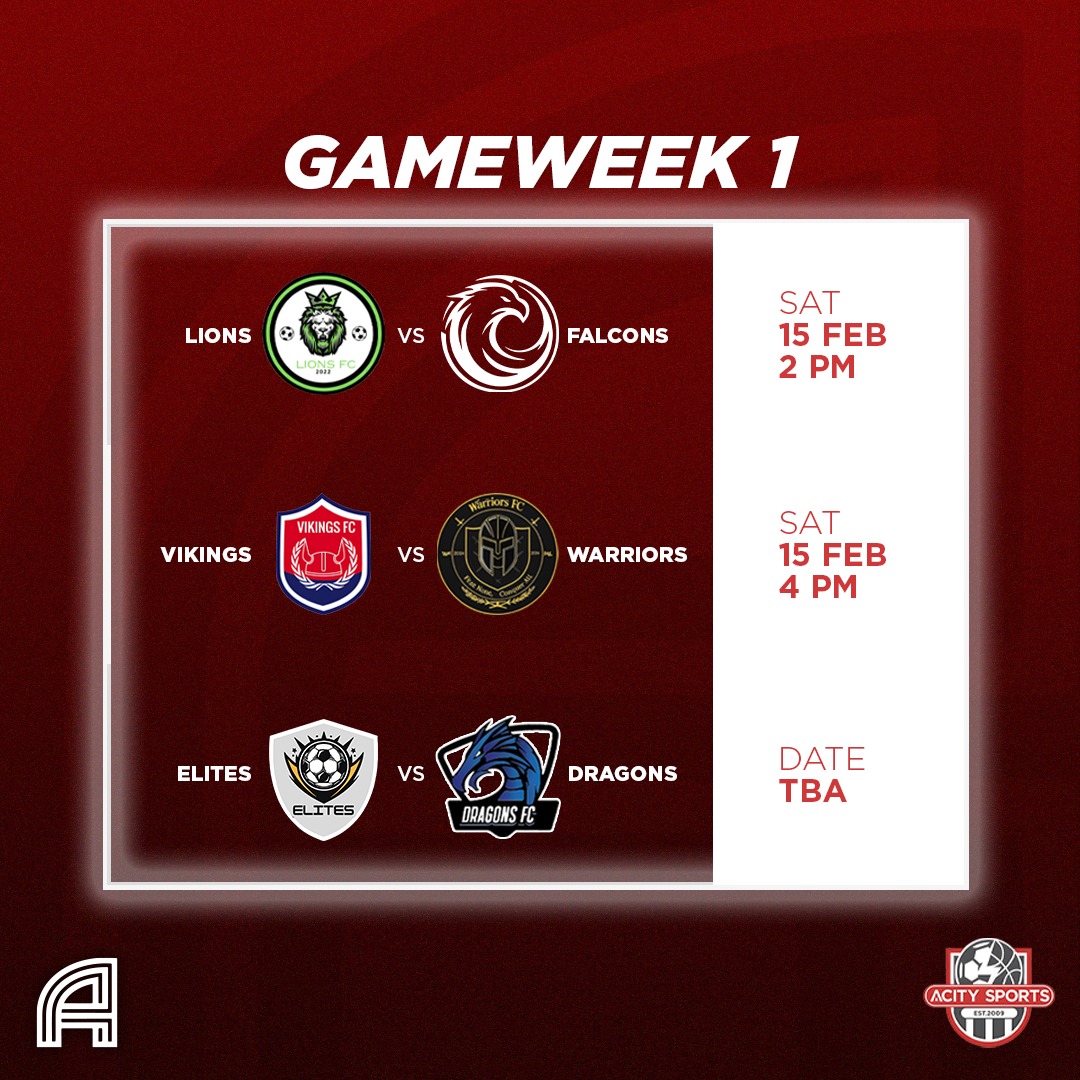 GAMEWEEK 1
LIONS
LIONS FC
2022
VS
FALCONS
SAT
15 FEB
2 PM
VIKINGS
VIKINGS FC
VS
Warriors FC
WARRIORS
SAT
15 FEB
4 PM
ELITES
ELITES
VS
DRAGONS FC
DRAGONS
DATE
TBA
ACITY SPORTS
EST.2009